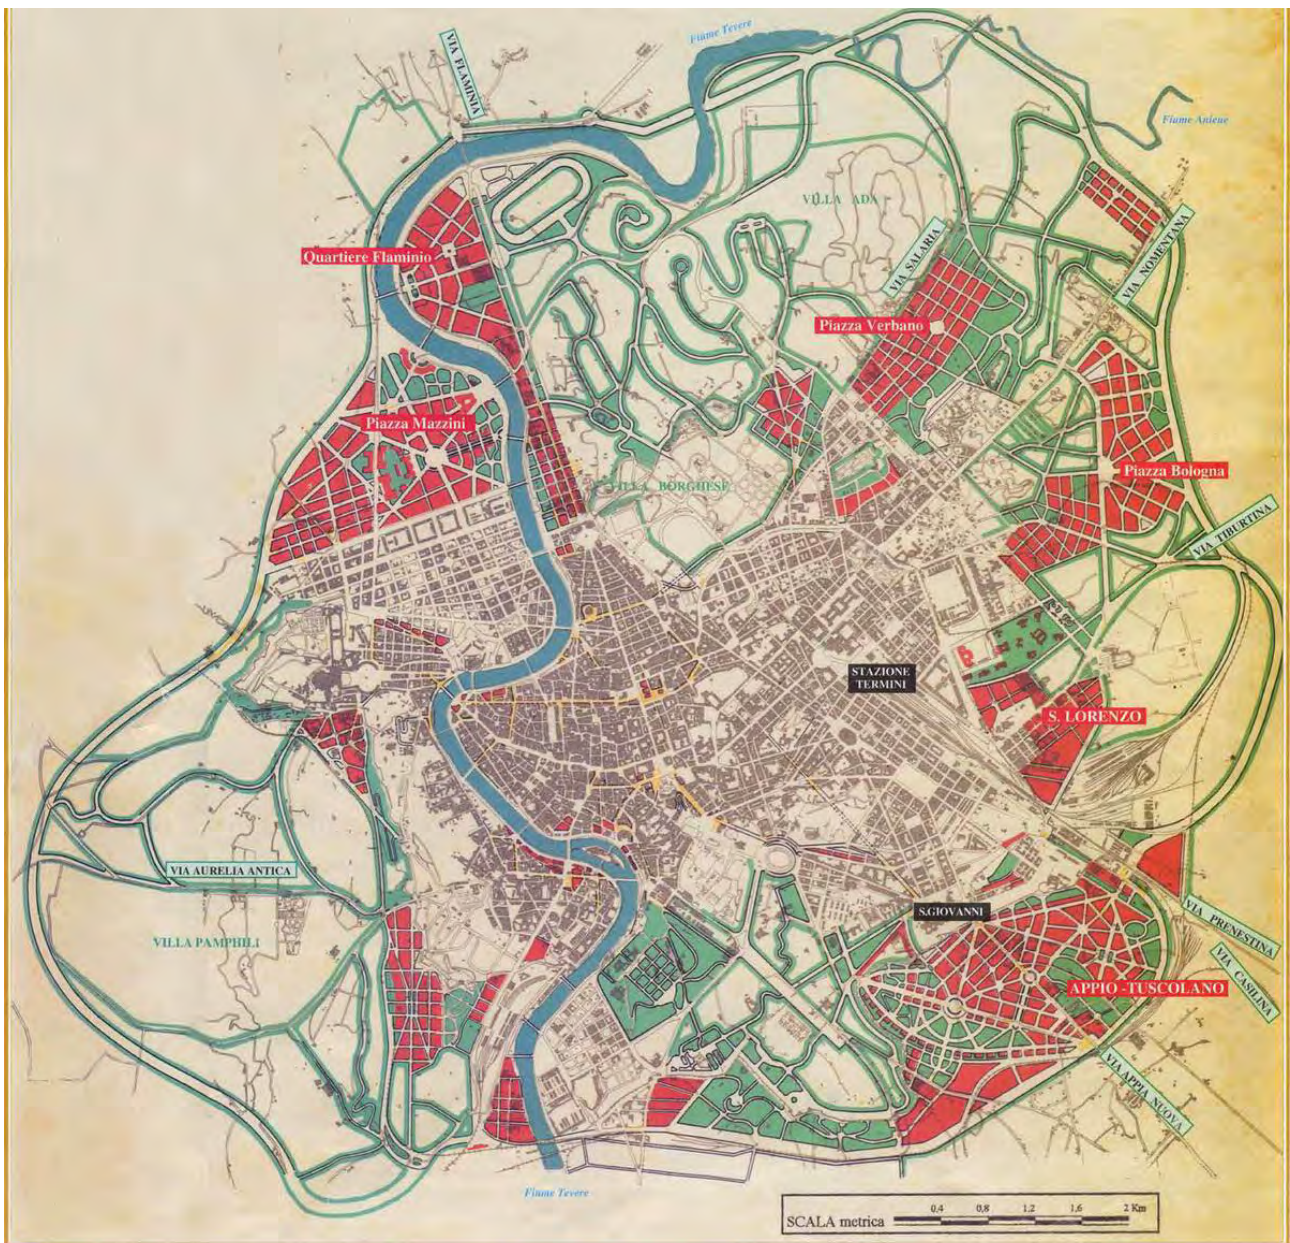 Fiume Tevere
VIA FLAMINIA
Fiume Aniene
VILLA ADA
VIA SALARIA
VIA NOMENTANA
Quartiere Flaminio
Piazza Verbano
Piazza Mazzini
Piazza Bologna
VILLA BORGHESE
VIA TIBURTINA
STAZIONE
TERMINI
S. LORENZO
VIA AURELIA ANTICA
S.GIOVANNI
VIA PRENESTINA
VILLA PAMPHILI
VIA CASILINA
APPIO -TUSCOLANO
VIA APPIA NUOVA
Fiume Tevere
0,4 0,8 1,2 1,6 2 Km
SCALA metrica